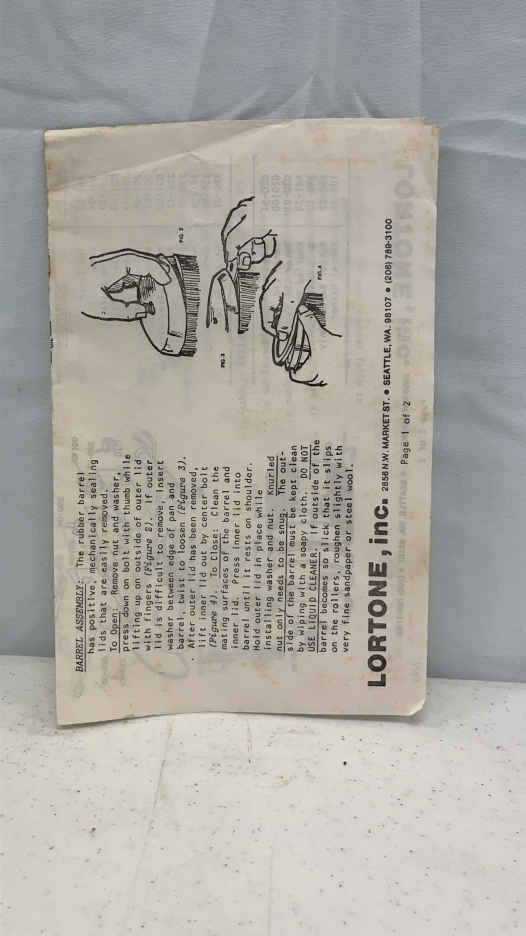 BARREL ASSEMBLY: The rubber barrel
has positive, mechanically sealing
lids that are easily removed.
To Open: Remove nut and washer,
press down on bolt with thumb while
lifting up on outside of outer lid
with fingers (Figure 2). If outer
lid is difficult to remove, insert
washer between edge of pan and
barrel, twist to loosen (Figure 3).
After outer lid has been removed,
lift inner lid out by center bolt
(Figure 4). To Close: Clean the
mating surfaces of the barrel and
inner lid. Press inner lid into
barrel until it rests on shoulder.
Hold outer lid in place while
installing washer and nut. Knurled
nut only needs to be snug. The out-
side of the barrel must be kept clean
by wiping with a soapy cloth. DO NOT
USE LIQUID CLEANER. If outside of the
barrel becomes so slick that it slips
on the rollers, roughen slightly with
very fine sandpaper or steel wool.
FIG. 2
FIG. 3
FIG. 4
LORTONE, inc. 2856 N.W. MARKET ST. • SEATTLE, WA. 98107 • (206) 789-3100
Page 1 of 2